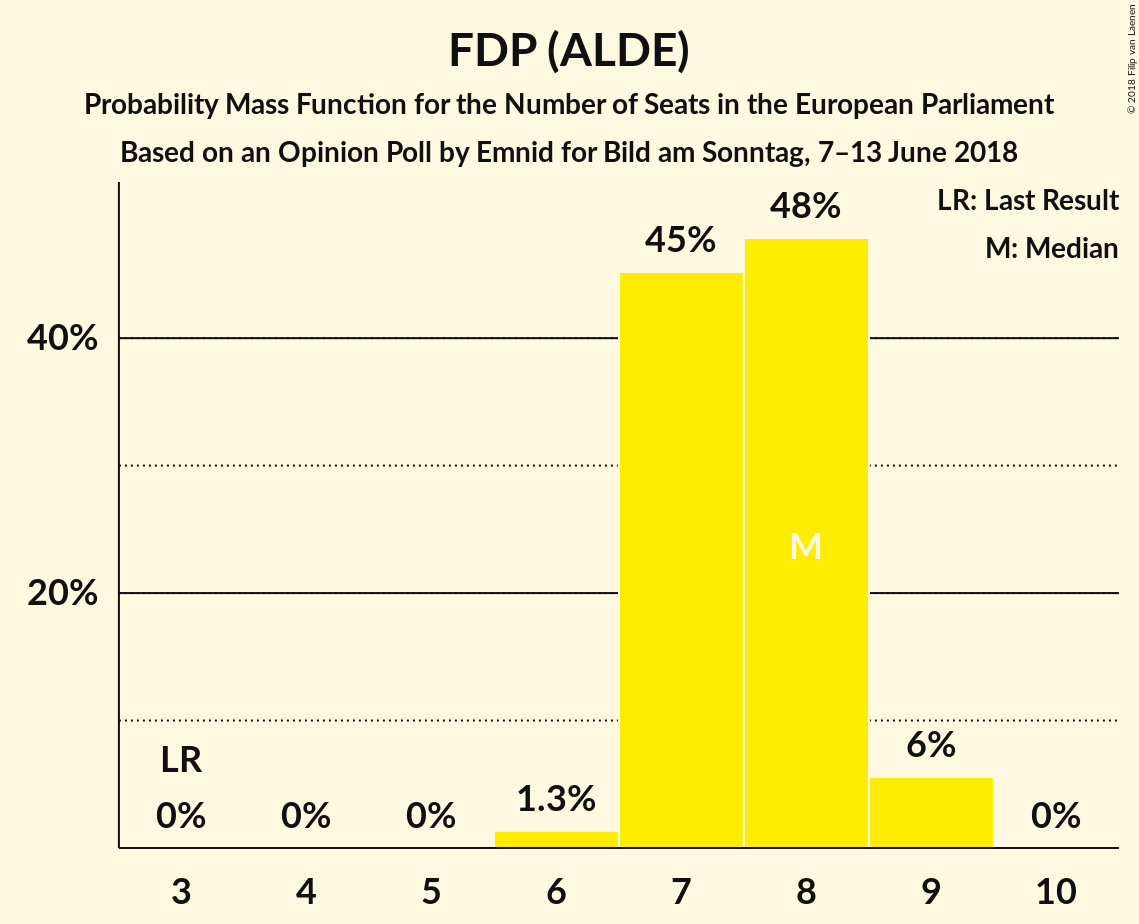 FDP (ALDE)
Probability Mass Function for the Number of Seats in the European Parliament
Based on an Opinion Poll by Emnid for Bild am Sonntag, 7–13 June 2018
© 2018 Filip van Laenen
LR: Last Result
M: Median
48%
45%
40%
M
20%
6%
LR
1.3%
0% 0% 0% 0%
3 4 5 6 7 8 9 10